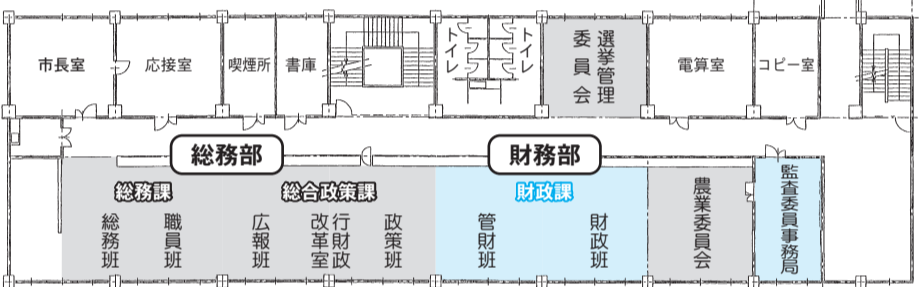 市長室
応接室
喫煙所
書庫
トイレ
トイレ
選挙管理
委員会
電算室
コピー室
総務部
財務部
総務課
総合政策課
財政課
総務班
職員班
広報班
行財政
改革室
政策班
管財班
財政班
農業委員会
監査委員事務局